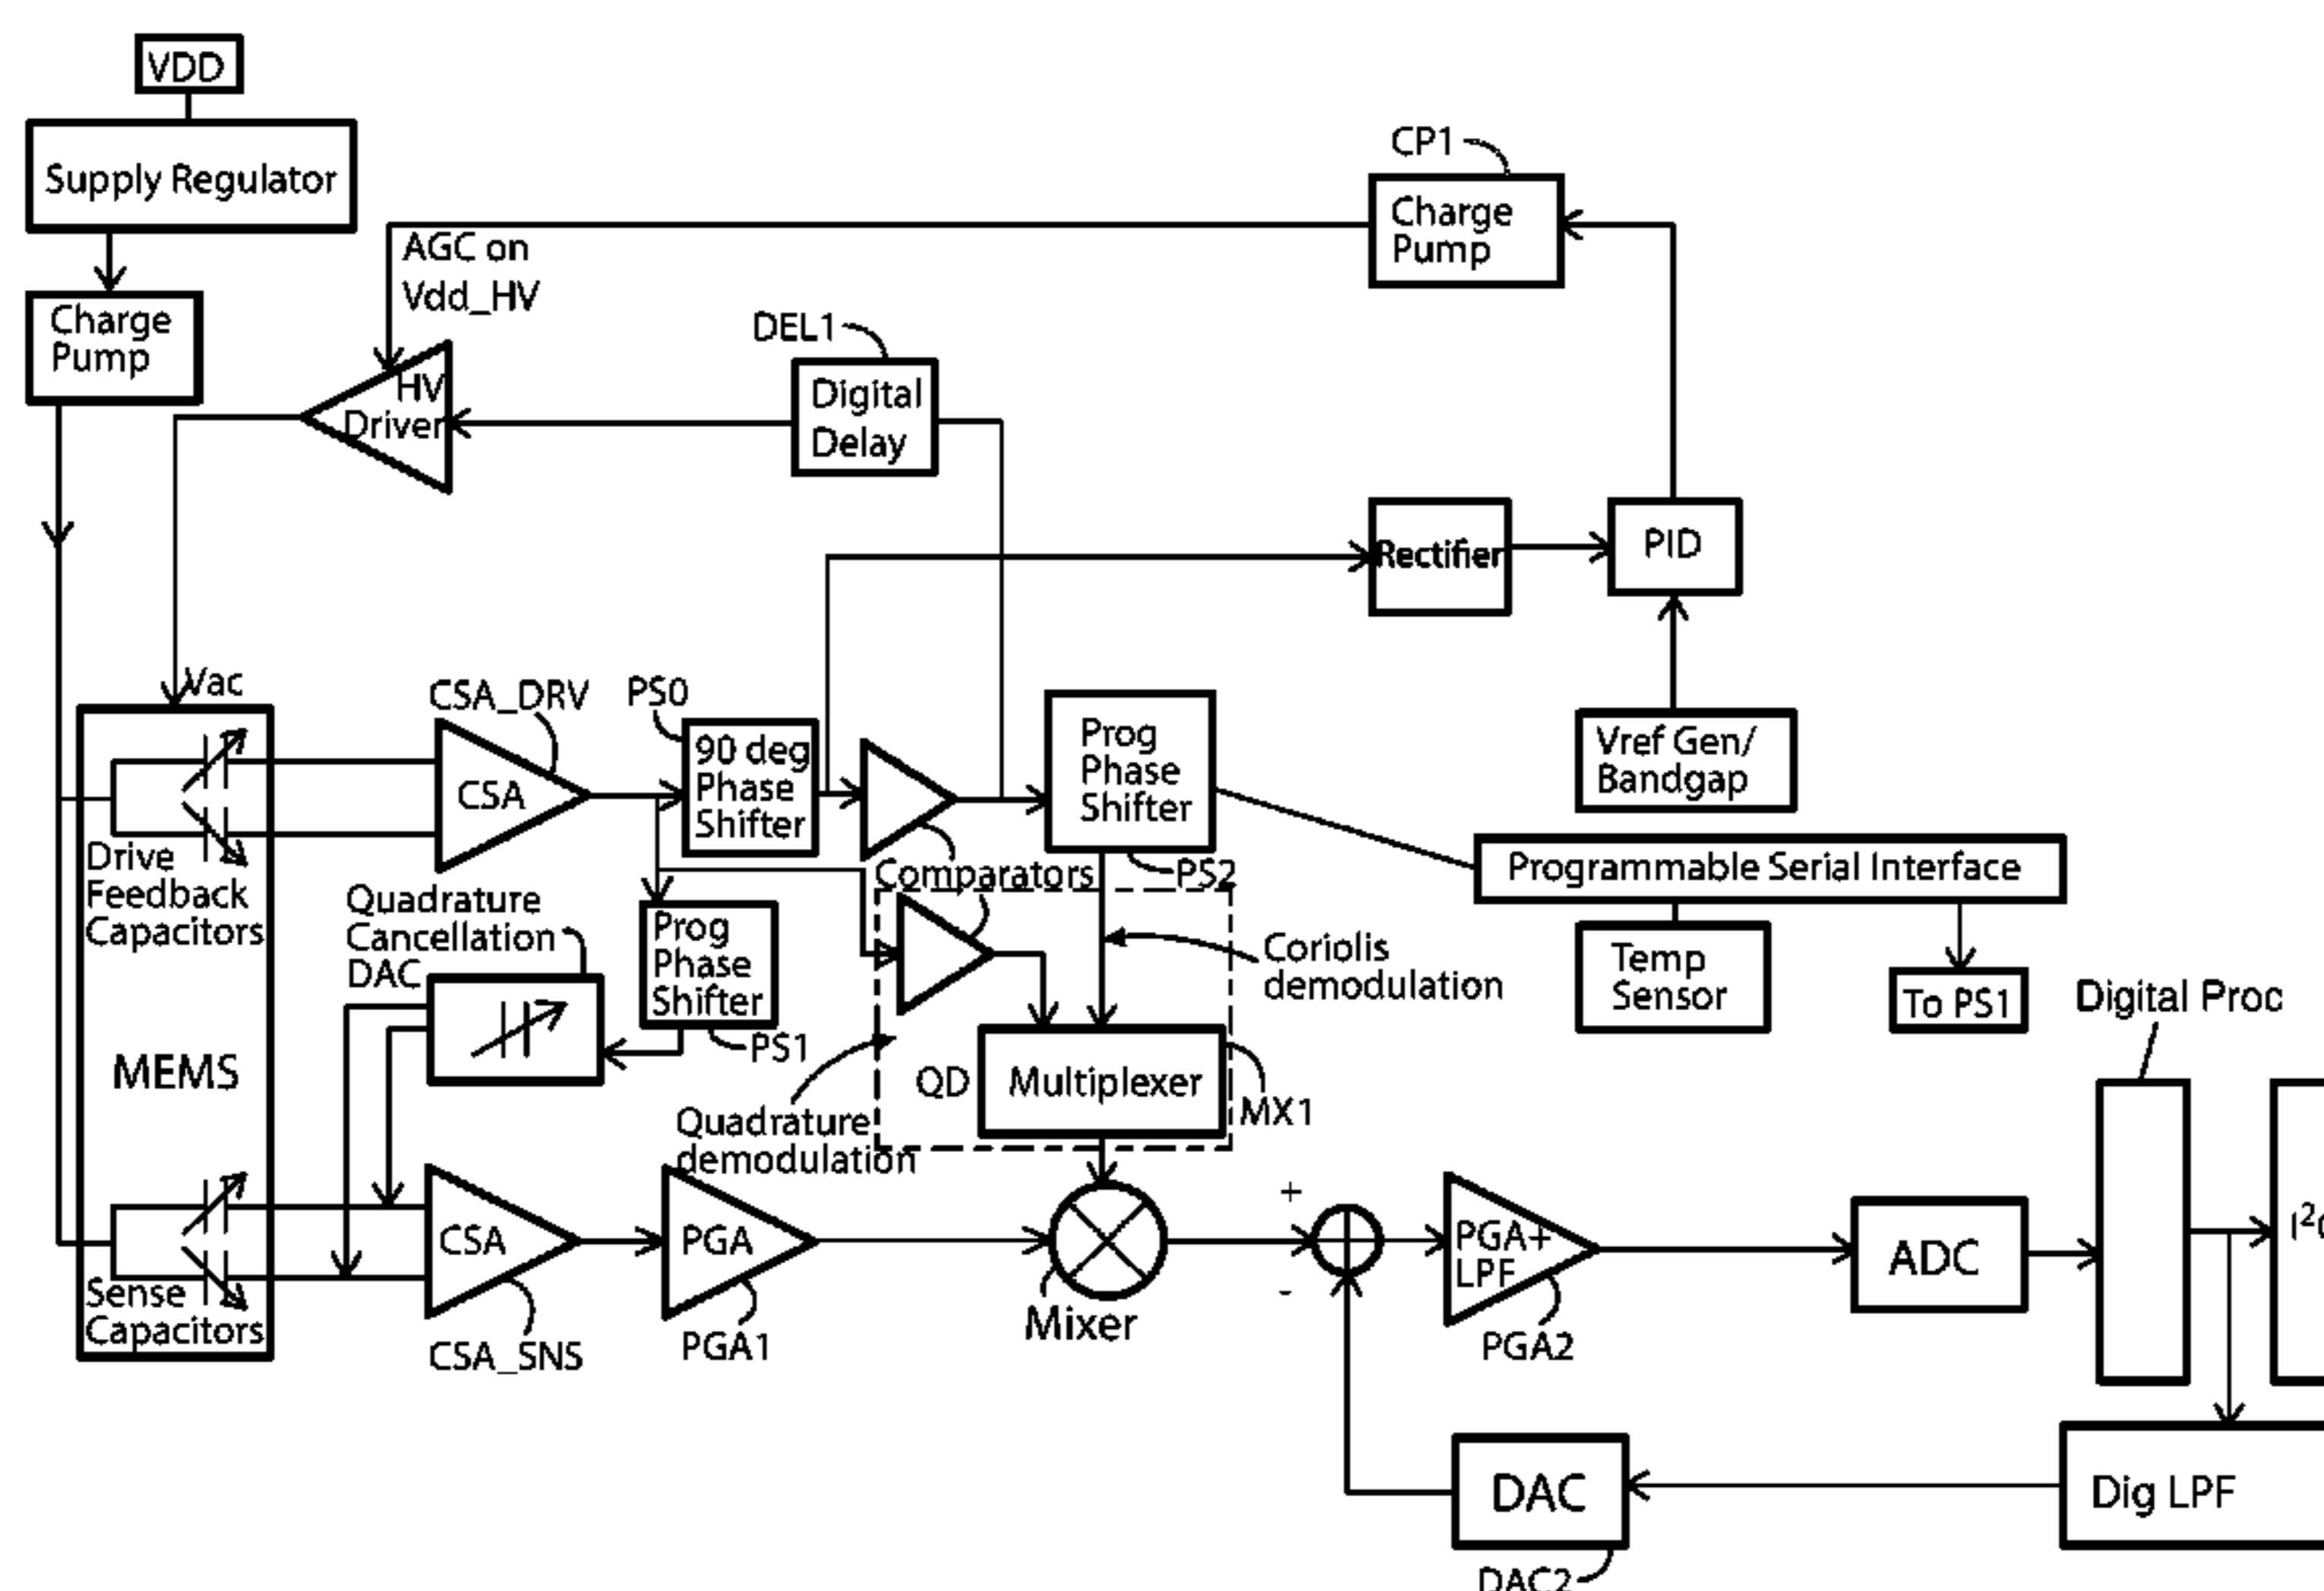 VDD
Supply Regulator
CP1
Charge
Pump
AGC on
Vdd_HV
Charge
Pump
DEL1
HV
Driver
Digital
Delay
Rectifier
PID
Vac
CSA_DRV
PS0
90 deg
Phase
Shifter
CSA
Prog
Phase
Shifter
Vref Gen/
Bandgap
Drive
Feedback
Capacitors
Comparators
PS2
Programmable Serial Interface
Quadrature
Cancellation
DAC
Prog
Phase
Shifter
PS1
Coriolis
demodulation
Temp
Sensor
To PS1
Digital Proc
MEMS
QD
Multiplexer
MX1
Quadrature
demodulation
CSA
PGA
+
-
PGA+
LPF
ADC
I²
Sense
Capacitors
CSA_SNS
PGA1
Mixer
PGA2
DAC
Dig LPF
DAC2